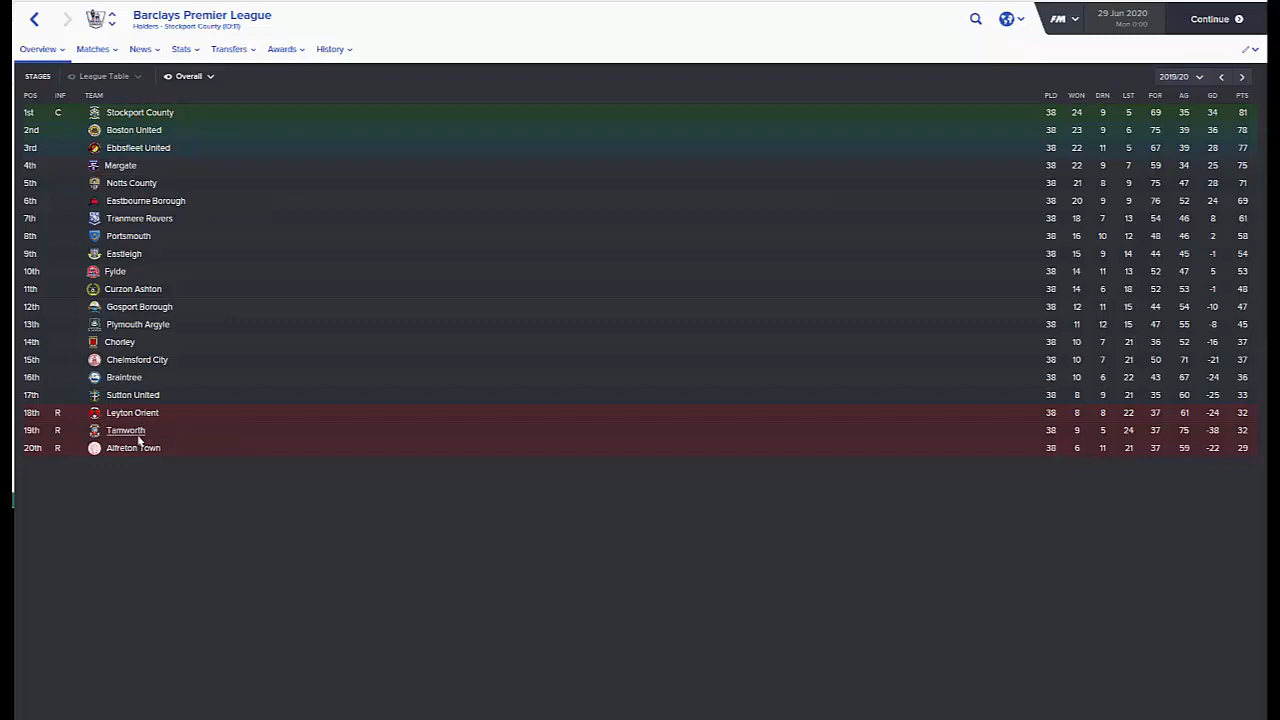 Barclays Premier League
Holders - Stockport County (ID:11)
FM
29 Jun 2020
Mon 0:00
Continue
Overview Matches News Stats Transfers Awards History
STAGES League Table Overall 2019/20
POS INF TEAM PLD WON DRN LST FOR AG GD PTS
1st C Stockport County 38 24 9 5 69 35 34 81
2nd Boston United 38 23 9 6 75 39 36 78
3rd Ebbsfleet United 38 22 11 5 67 39 28 77
4th Margate 38 22 9 7 59 34 25 75
5th Notts County 38 21 8 9 75 47 28 71
6th Eastbourne Borough 38 20 9 9 76 52 24 69
7th Tranmere Rovers 38 18 7 13 54 46 8 61
8th Portsmouth 38 16 10 12 48 46 2 58
9th Eastleigh 38 15 9 14 44 45 -1 54
10th Fylde 38 14 11 13 52 47 5 53
11th Curzon Ashton 38 14 6 18 52 53 -1 48
12th Gosport Borough 38 12 11 15 44 54 -10 47
13th Plymouth Argyle 38 11 12 15 47 55 -8 45
14th Chorley 38 10 7 21 36 52 -16 37
15th Chelmsford City 38 10 7 21 50 71 -21 37
16th Braintree 38 10 6 22 43 67 -24 36
17th Sutton United 38 8 9 21 35 60 -25 33
18th R Leyton Orient 38 8 8 22 37 61 -24 32
19th R Tamworth 38 9 5 24 37 75 -38 32
20th R Alfreton Town 38 6 11 21 37 59 -22 29